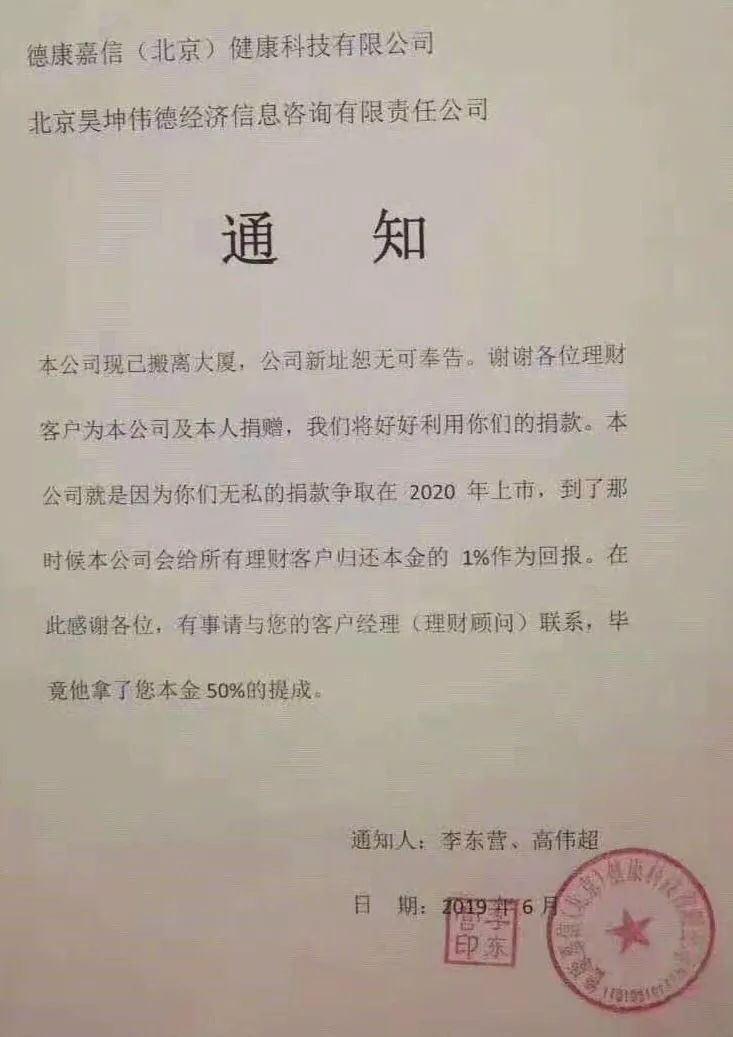 德康嘉信（北京）健康科技有限公司
北京昊坤伟德经济信息咨询有限责任公司
通 知
本公司现已搬离大厦，公司新址恕无可奉告。谢谢各位理财
客户为本公司及本人捐赠，我们将好好利用你们的捐款。本
公司就是因为你们无私的捐款争取在 2020 年上市，到了那
时候本公司会给所有理财客户归还本金的 1%作为回报。在
此感谢各位，有事请与您的客户经理（理财顾问）联系，毕
竟他拿了您本金 50%的提成。
通知人：李东营、高伟超
日 期：2019 年 6 月
李东营印
德康嘉信（北京）健康科技有限公司